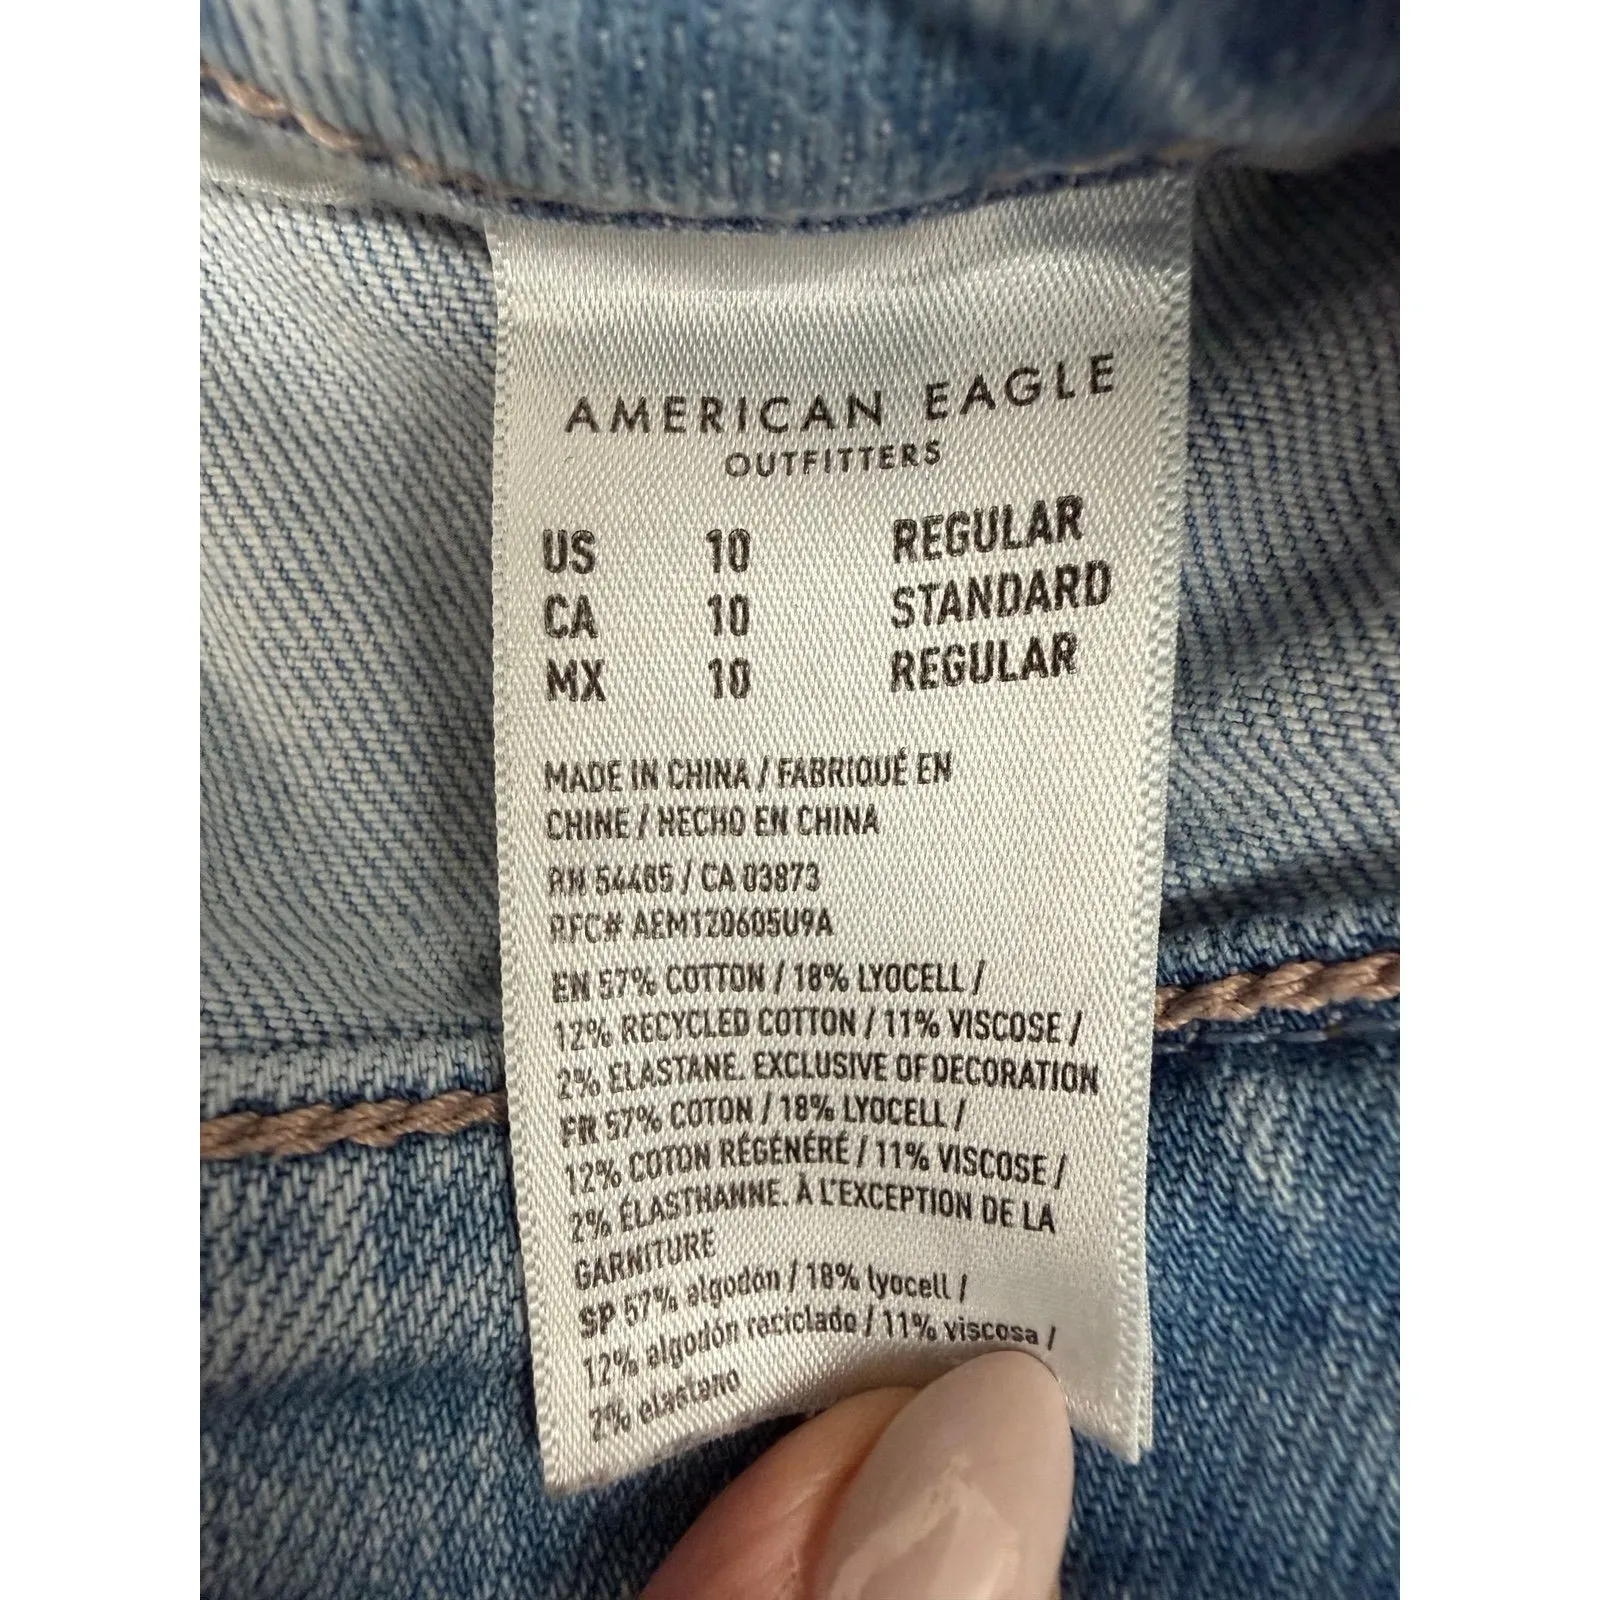 AMERICAN EAGLE
OUTFITTERS
US 10 REGULAR
CA 10 STANDARD
MX 10 REGULAR
MADE IN CHINA / FABRIQUÉ EN
CHINE / HECHO EN CHINA
RN 54485 / CA 03873
RFC# AEM120605U9A
EN 57% COTTON / 18% LYOCELL /
12% RECYCLED COTTON / 11% VISCOSE /
2% ELASTANE. EXCLUSIVE OF DECORATION
FR 57% COTON / 18% LYOCELL /
12% COTON RÉGÉNÉRÉ / 11% VISCOSE /
2% ÉLASTHANNE. À L'EXCEPTION DE LA
GARNITURE
SP 57% algodón / 18% lyocell /
12% algodón reciclado / 11% viscosa /
2% elastano